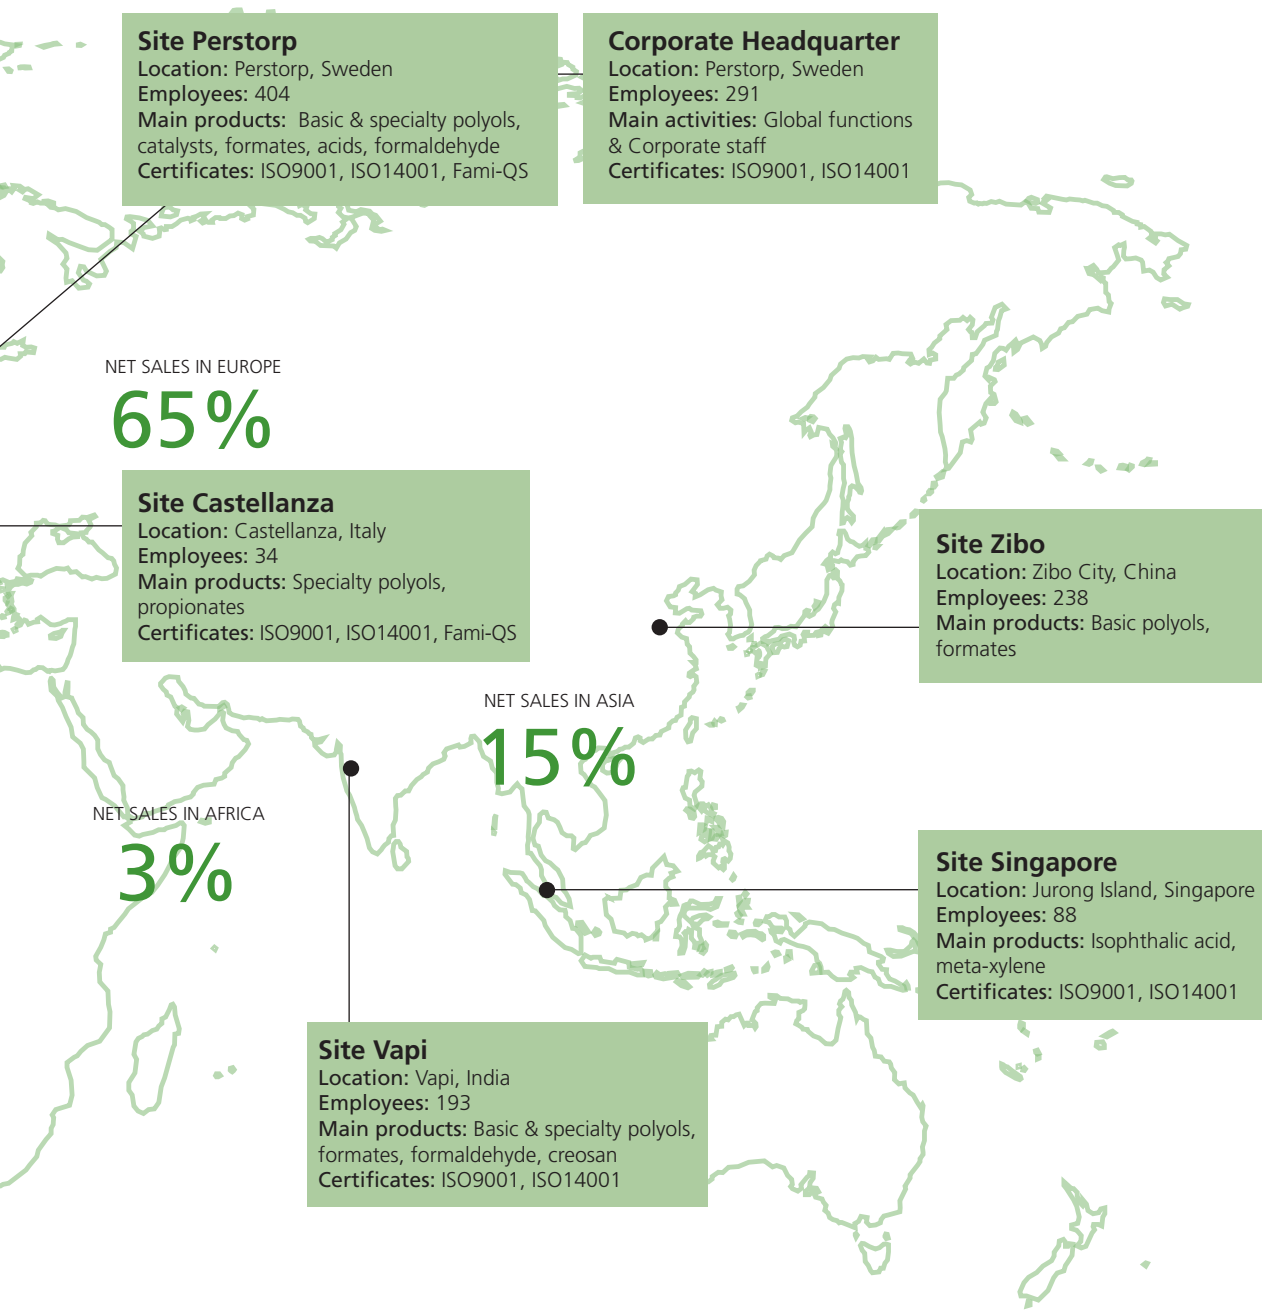 Site Perstorp
Location: Perstorp, Sweden
Employees: 404
Main products: Basic & specialty polyols,
catalysts, formates, acids, formaldehyde
Certificates: ISO9001, ISO14001, Fami-QS
Corporate Headquarter
Location: Perstorp, Sweden
Employees: 291
Main activities: Global functions
& Corporate staff
Certificates: ISO9001, ISO14001
NET SALES IN EUROPE
65%
Site Castellanza
Location: Castellanza, Italy
Employees: 34
Main products: Specialty polyols,
propionates
Certificates: ISO9001, ISO14001, Fami-QS
Site Zibo
Location: Zibo City, China
Employees: 238
Main products: Basic polyols,
formates
NET SALES IN ASIA
15%
NET SALES IN AFRICA
3%
Site Singapore
Location: Jurong Island, Singapore
Employees: 88
Main products: Isophthalic acid,
meta-xylene
Certificates: ISO9001, ISO14001
Site Vapi
Location: Vapi, India
Employees: 193
Main products: Basic & specialty polyols,
formates, formaldehyde, creosan
Certificates: ISO9001, ISO14001